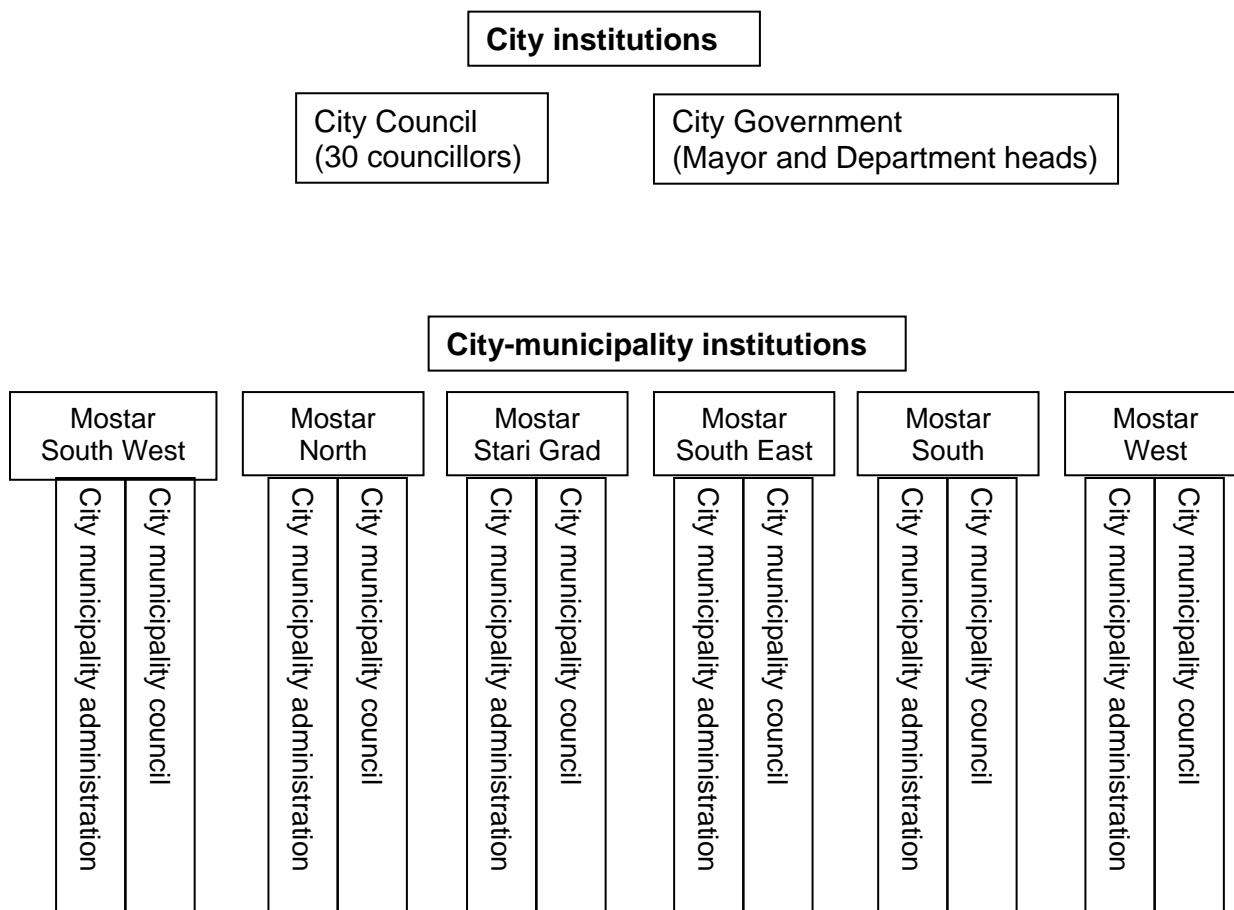 City institutions
City Council
(30 councillors)
City Government
(Mayor and Department heads)
City-municipality institutions
Mostar
South West
Mostar
North
Mostar
Stari Grad
Mostar
South East
Mostar
South
Mostar
West
City municipality administration
City municipality council
City municipality administration
City municipality council
City municipality administration
City municipality council
City municipality administration
City municipality council
City municipality administration
City municipality council
City municipality administration
City municipality council